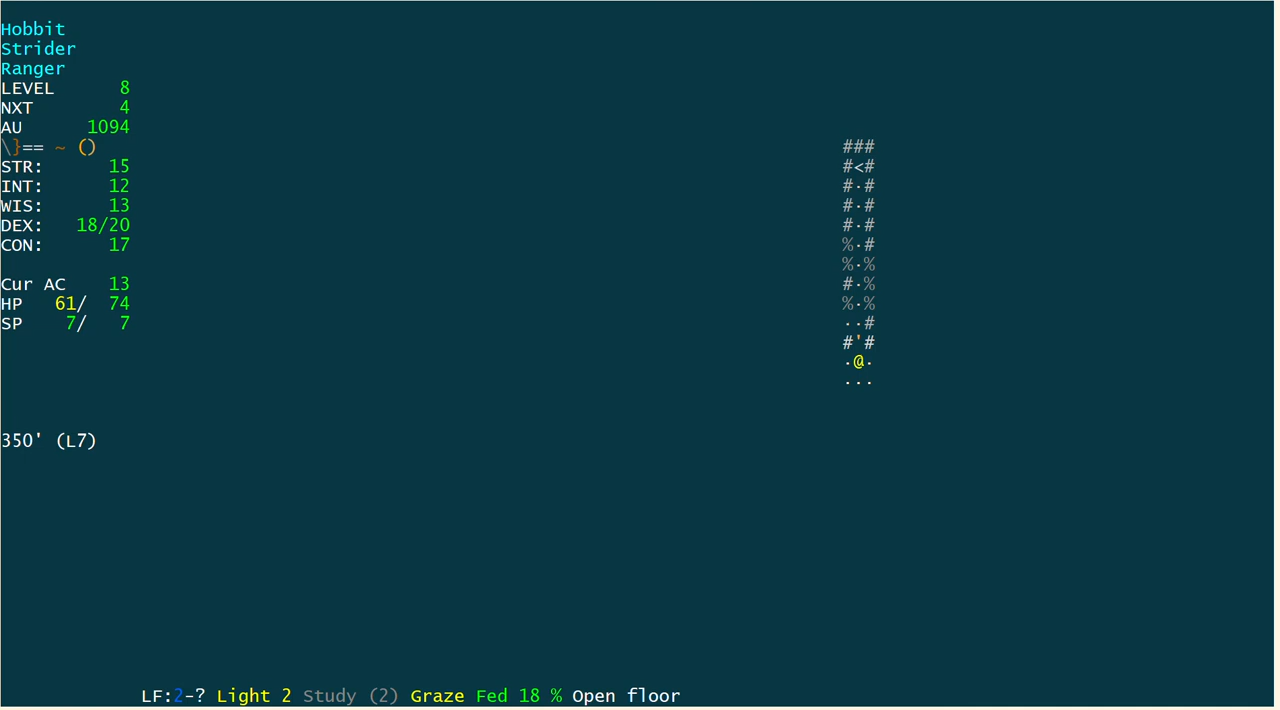 Hobbit
Strider
Ranger
LEVEL 8
NXT 4
AU 1094
\}== ~ () ###
STR: 15 #<#
INT: 12 #·#
WIS: 13 #·#
DEX: 18/20 #·#
CON: 17 %·#
%·%
Cur AC 13 #·%
HP 61/ 74 %·%
SP 7/ 7 ··#
#'#
·@·
···
350' (L7)
LF:2-? Light 2 Study (2) Graze Fed 18 % Open floor